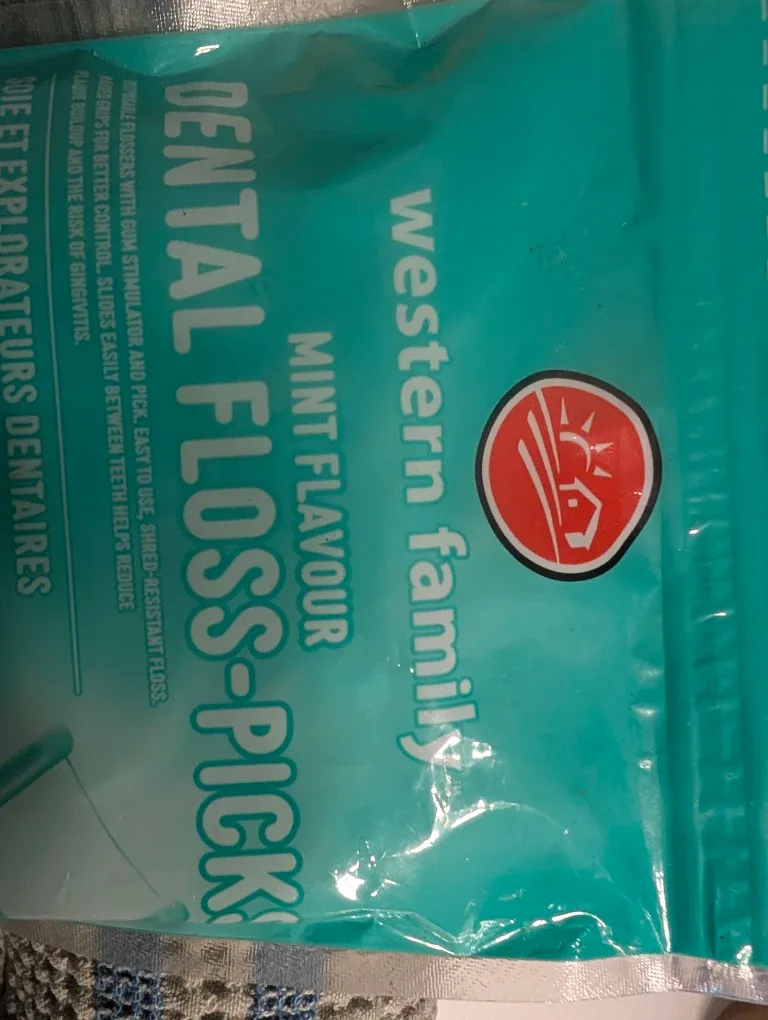 western family
MINT FLAVOUR
DENTAL FLOSS-PICKS
FLOSSERS WITH GUM STIMULATOR AND PICK. EASY TO USE, SHRED-RESISTANT FLOSS.
GRIPS FOR BETTER CONTROL. SLIDES EASILY BETWEEN TEETH HELPS REDUCE
PLAQUE BUILDUP AND THE RISK OF GINGIVITIS.
SOIE ET EXPLORATEURS DENTAIRES